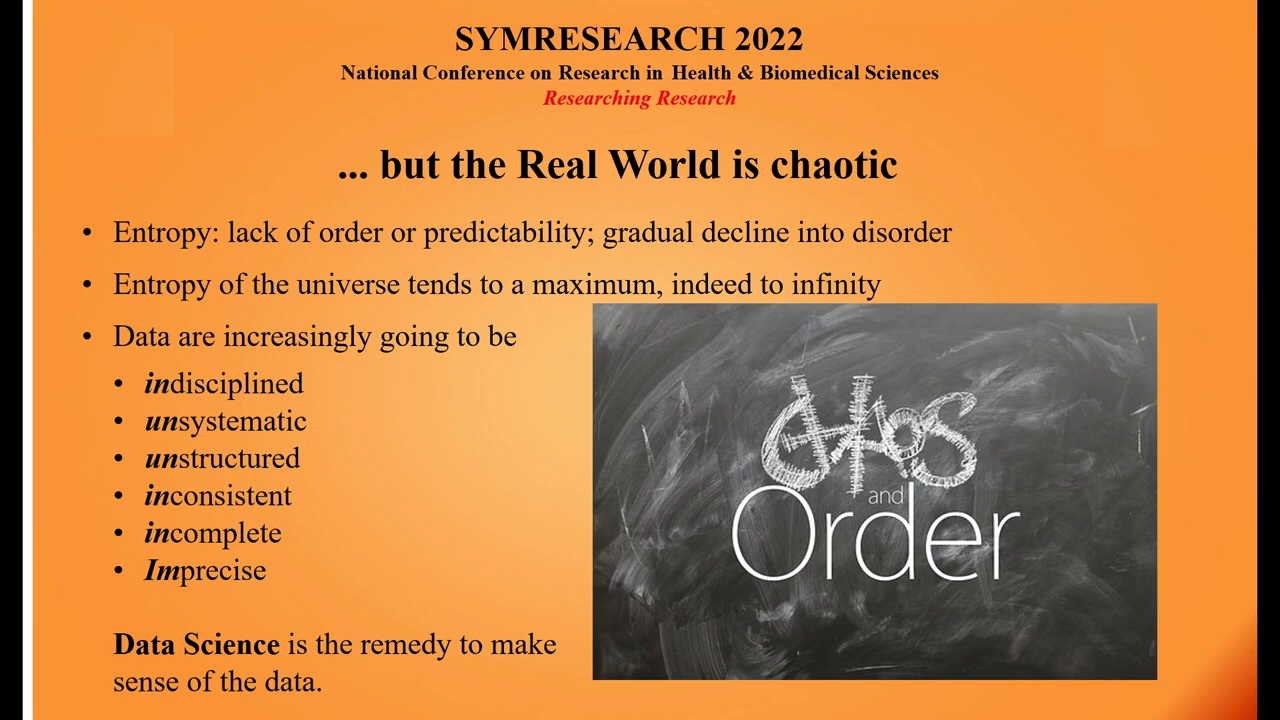 SYMRESEARCH 2022
National Conference on Research in Health & Biomedical Sciences
Researching Research
... but the Real World is chaotic
• Entropy: lack of order or predictability; gradual decline into disorder
• Entropy of the universe tends to a maximum, indeed to infinity
• Data are increasingly going to be
• indisciplined
• unsystematic
• unstructured
• inconsistent
• incomplete
• Imprecise
Data Science is the remedy to make
sense of the data.
CHAOS
and
Order